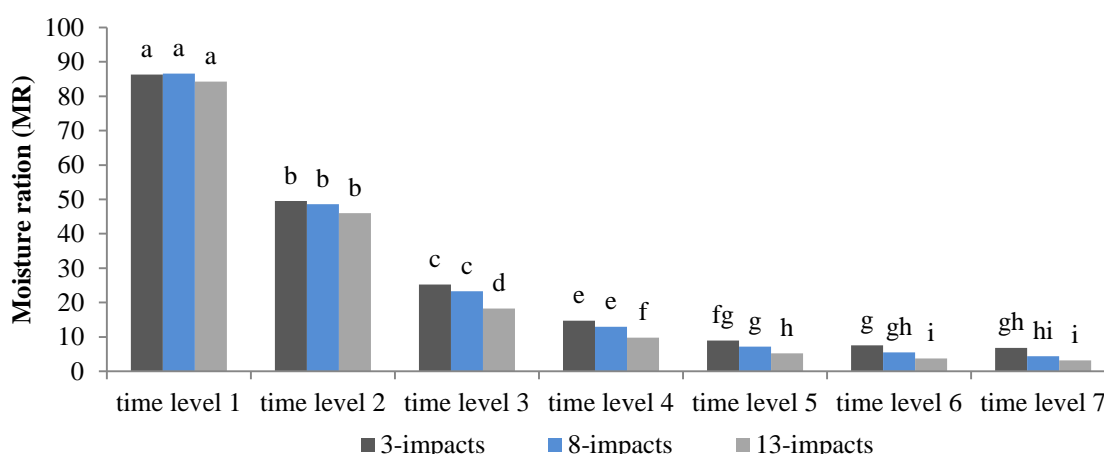 Moisture ration (MR)
100
90
80
70
60
50
40
30
20
10
0
a a a
b b b
c c d
e e f
fg g h
g gh i
gh hi i
time level 1 time level 2 time level 3 time level 4 time level 5 time level 6 time level 7
3-impacts 8-impacts 13-impacts